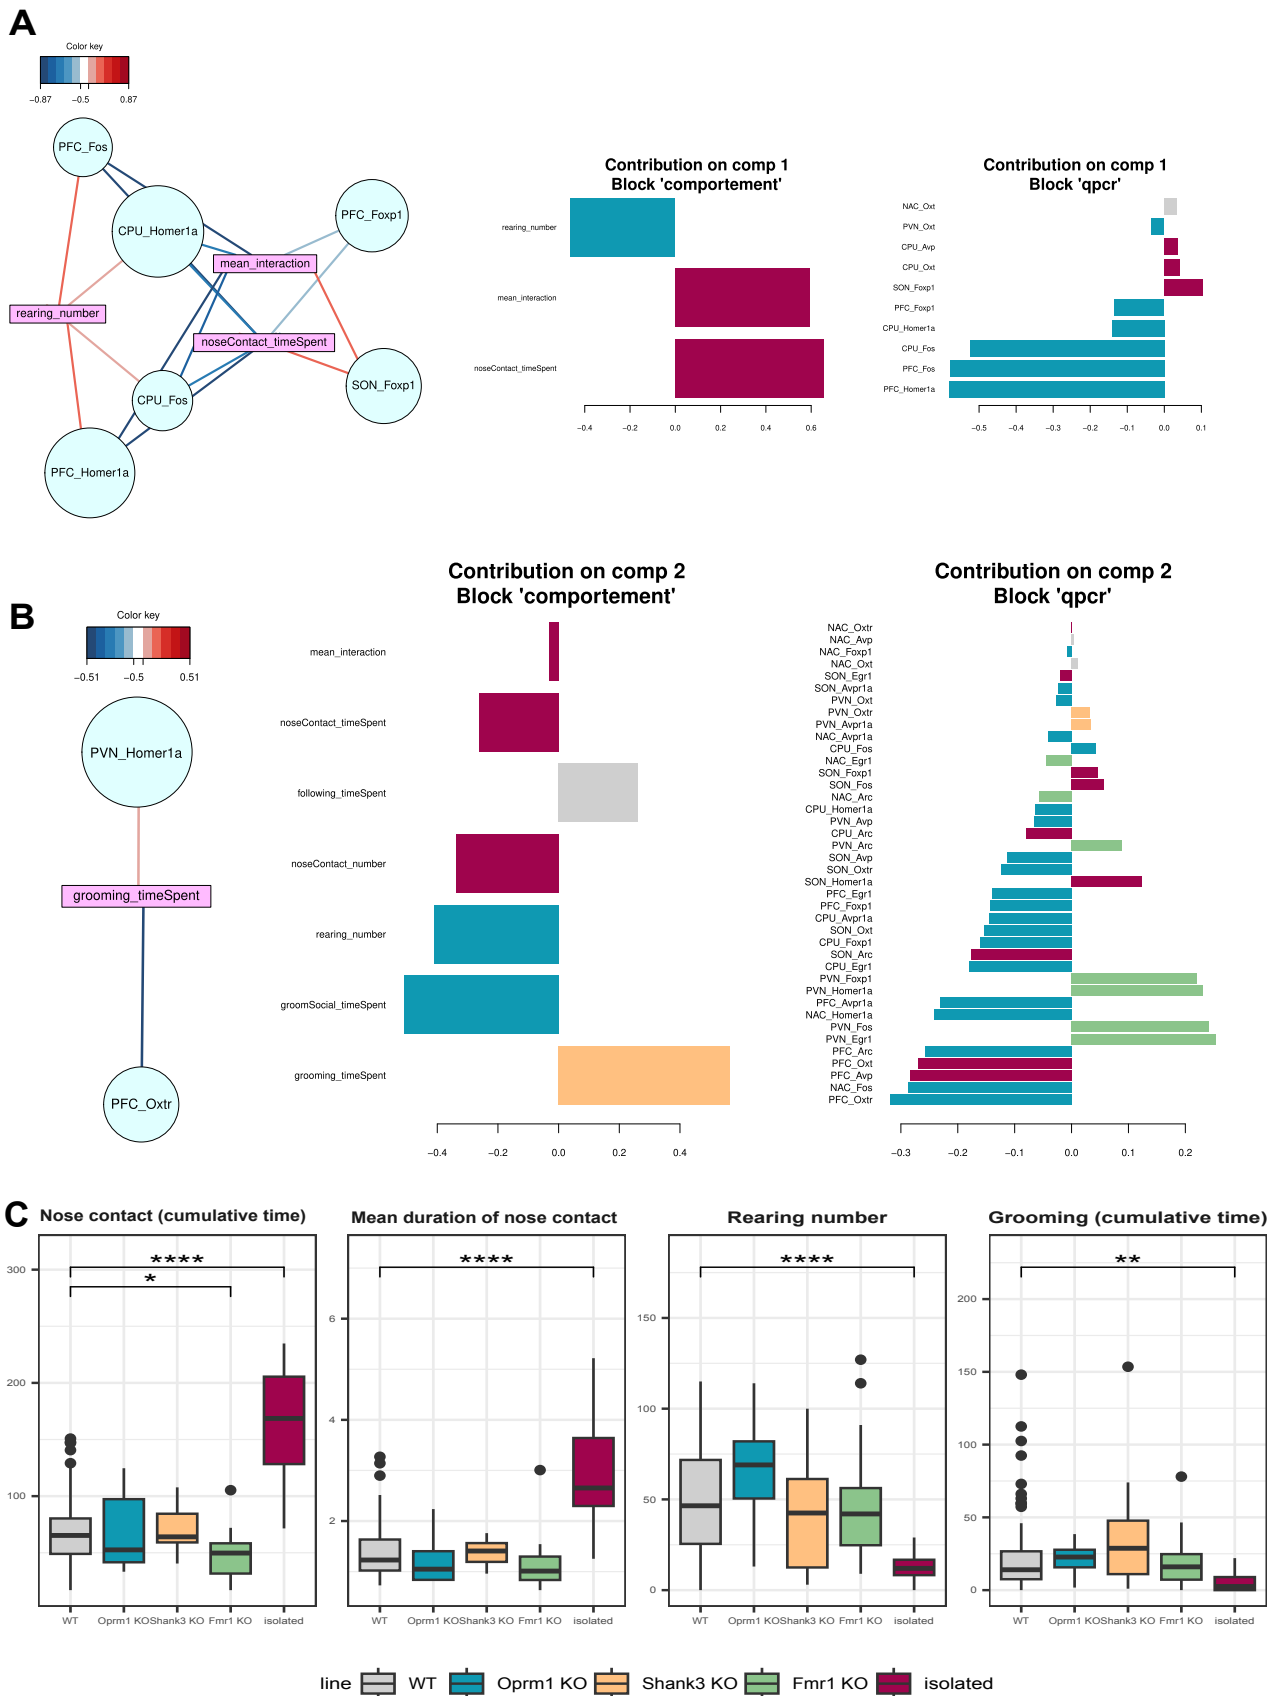 A
Color key
−0.87 −0.5 0.87
PFC_Fos
PFC_Foxp1
CPU_Homer1a
mean_interaction
rearing_number
noseContact_timeSpent
SON_Foxp1
CPU_Fos
PFC_Homer1a
Contribution on comp 1
Block 'comportement'
rearing_number
mean_interaction
noseContact_timeSpent
−0.4 −0.2 0.0 0.2 0.4 0.6
Contribution on comp 1
Block 'qpcr'
NAC_Oxt
PVN_Oxt
CPU_Avp
CPU_Oxt
SON_Foxp1
PFC_Foxp1
CPU_Homer1a
CPU_Fos
PFC_Fos
PFC_Homer1a
−0.5 −0.4 −0.3 −0.2 −0.1 0.0 0.1
B
Color key
−0.51 −0.5 0.51
PVN_Homer1a
grooming_timeSpent
PFC_Oxtr
Contribution on comp 2
Block 'comportement'
mean_interaction
noseContact_timeSpent
following_timeSpent
noseContact_number
rearing_number
groomSocial_timeSpent
grooming_timeSpent
−0.4 −0.2 0.0 0.2 0.4
Contribution on comp 2
Block 'qpcr'
NAC_Oxtr
NAC_Avp
NAC_Foxp1
NAC_Oxt
SON_Egr1
SON_Avpr1a
PVN_Oxt
PVN_Oxtr
PVN_Avpr1a
NAC_Avpr1a
CPU_Fos
NAC_Egr1
SON_Foxp1
SON_Fos
NAC_Arc
CPU_Homer1a
PVN_Avp
CPU_Arc
PVN_Arc
SON_Avp
SON_Oxtr
SON_Homer1a
PFC_Egr1
PFC_Foxp1
CPU_Avpr1a
SON_Oxt
CPU_Foxp1
SON_Arc
CPU_Egr1
PVN_Foxp1
PVN_Homer1a
PFC_Avpr1a
NAC_Homer1a
PVN_Fos
PVN_Egr1
PFC_Arc
PFC_Oxt
PFC_Avp
NAC_Fos
PFC_Oxtr
−0.3 −0.2 −0.1 0.0 0.1 0.2
C
Nose contact (cumulative time)
****
*
300
200
100
WT Oprm1 KO Shank3 KO Fmr1 KO isolated
Mean duration of nose contact
****
6
4
2
WT Oprm1 KO Shank3 KO Fmr1 KO isolated
Rearing number
****
150
100
50
0
WT Oprm1 KO Shank3 KO Fmr1 KO isolated
Grooming (cumulative time)
**
200
150
100
50
0
WT Oprm1 KO Shank3 KO Fmr1 KO isolated
line WT Oprm1 KO Shank3 KO Fmr1 KO isolated